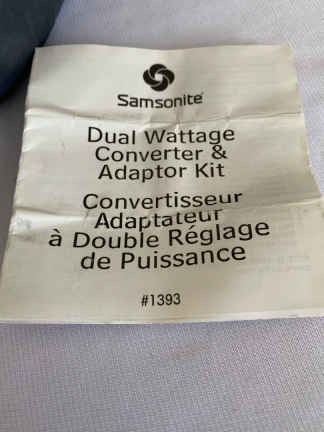 Samsonite
Dual Wattage
Converter &
Adaptor Kit
Convertisseur
Adaptateur
à Double Réglage
de Puissance
#1393